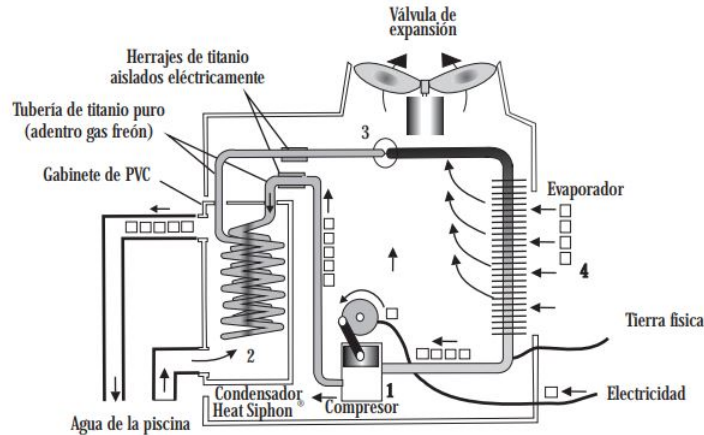 Válvula de
expansión
Herrajes de titanio
aislados eléctricamente
Tubería de titanio puro
(adentro gas freón)
3
Gabinete de PVC
Evaporador
4
Tierra física
2
1
Condensador
Heat Siphon®
Compresor
Electricidad
Agua de la piscina